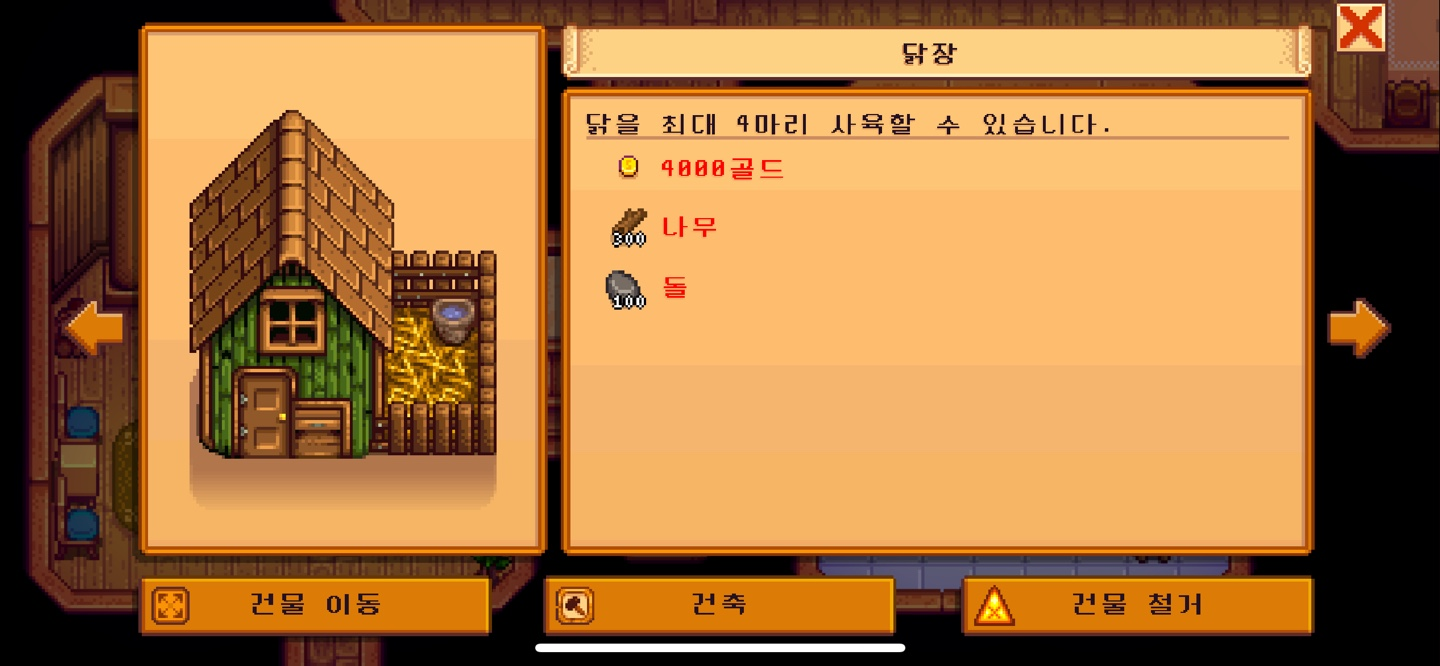 닭장
닭을 최대 4마리 사육할 수 있습니다.
4000골드
나무
300
돌
100
건물 이동
건축
건물 철거